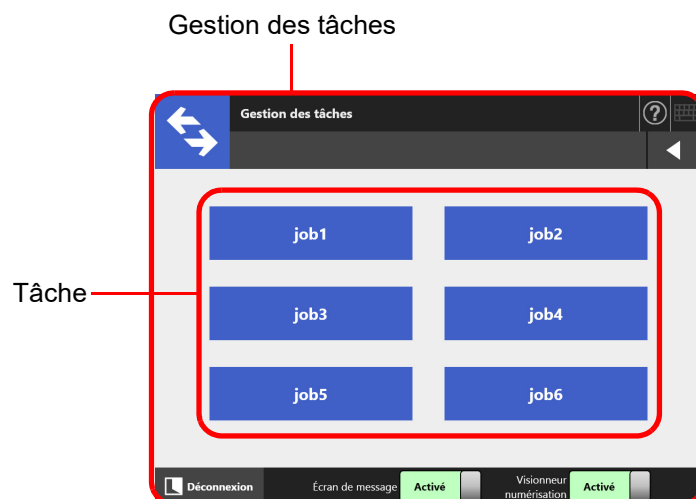 Gestion des tâches
Gestion des tâches
?
job1 job2
Tâche
job3 job4
job5 job6
Déconnexion Écran de message Activé Visionneur
numérisation Activé